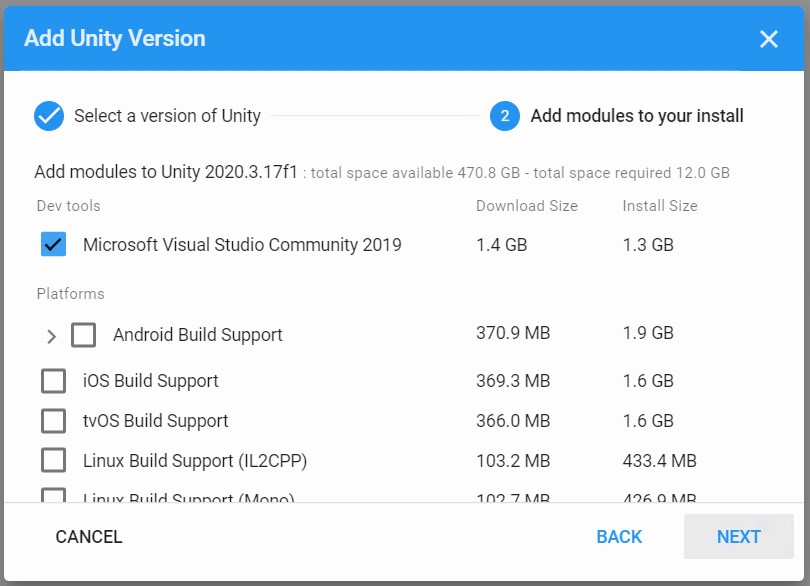 Add Unity Version
Select a version of Unity
2 Add modules to your install
Add modules to Unity 2020.3.17f1 : total space available 470.8 GB - total space required 12.0 GB
Dev tools Download Size Install Size
Microsoft Visual Studio Community 2019 1.4 GB 1.3 GB
Platforms
Android Build Support 370.9 MB 1.9 GB
iOS Build Support 369.3 MB 1.6 GB
tvOS Build Support 366.0 MB 1.6 GB
Linux Build Support (IL2CPP) 103.2 MB 433.4 MB
Linux Build Support (Mono) 102.7 MB 426.9 MB
CANCEL BACK NEXT